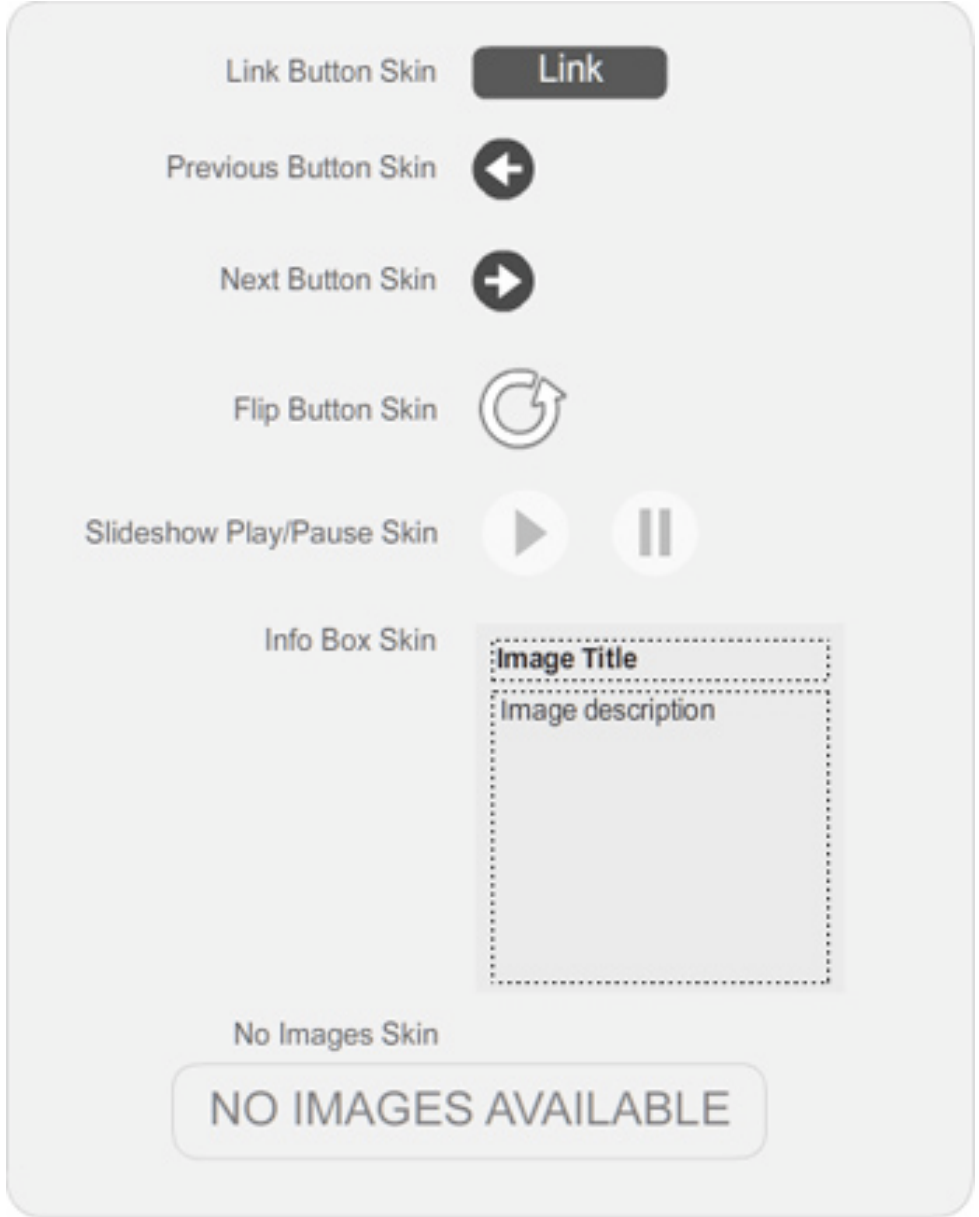 Link Button Skin Link
Previous Button Skin
Next Button Skin
Flip Button Skin
Slideshow Play/Pause Skin
Info Box Skin
Image Title
Image description
No Images Skin
NO IMAGES AVAILABLE